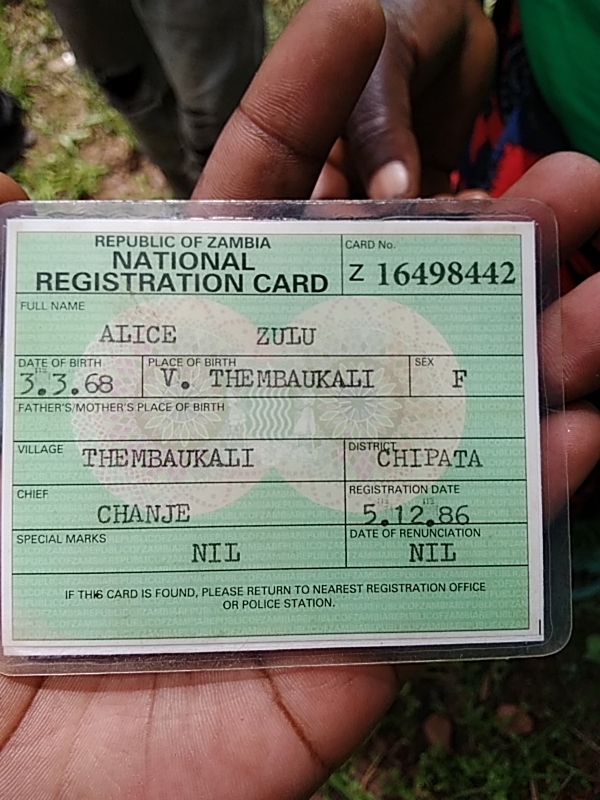 REPUBLIC OF ZAMBIA
NATIONAL
REGISTRATION CARD
CARD No.
Z 16498442
FULL NAME
ALICE ZULU
DATE OF BIRTH
3.3.68
PLACE OF BIRTH
V. THEMBAUKALI
SEX
F
FATHER'S/MOTHER'S PLACE OF BIRTH
VILLAGE THEMBAUKALI
DISTRICT CHIPATA
CHIEF
CHANJE
REGISTRATION DATE
5.12.86
SPECIAL MARKS
NIL
DATE OF RENUNCIATION
NIL
IF THIS CARD IS FOUND, PLEASE RETURN TO NEAREST REGISTRATION OFFICE
OR POLICE STATION.